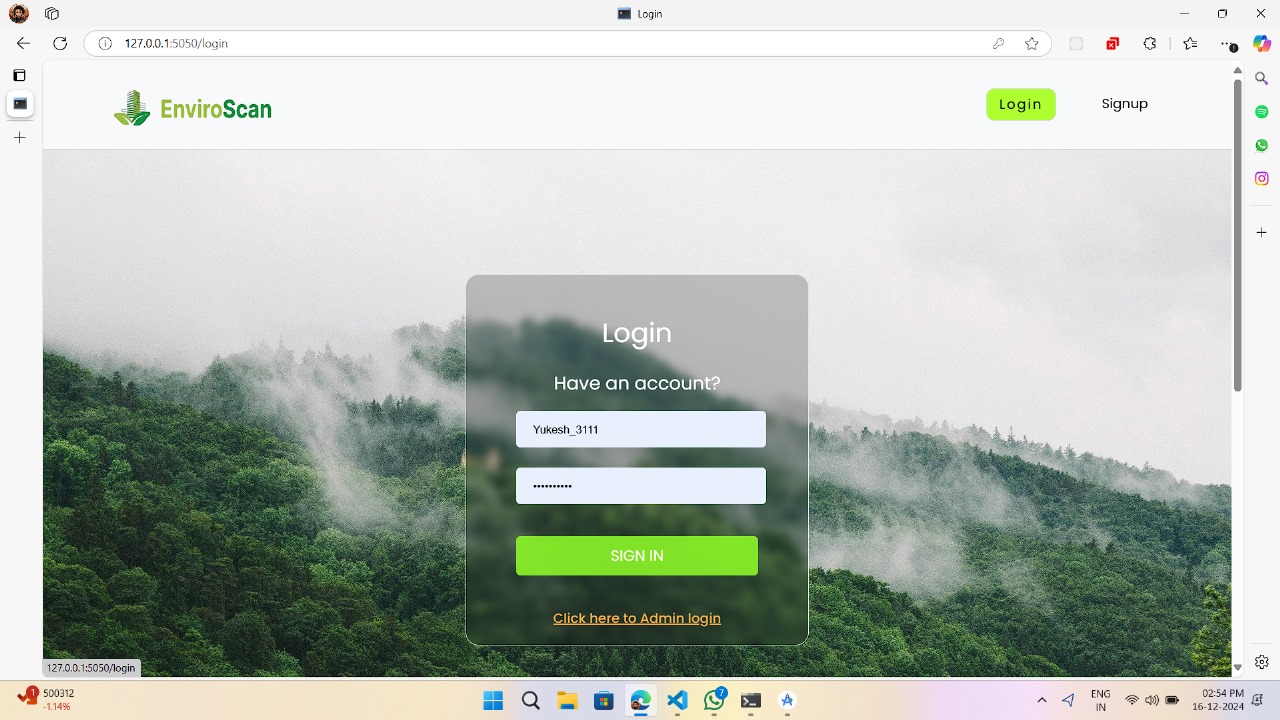 Login
127.0.0.1:5050/login
EnviroScan
Login
Signup
Login
Have an account?
Yukesh_3111
••••••••••
SIGN IN
Click here to Admin login
127.0.0.1:5050/login
1
500312
-1.14%
7
ENG
IN
02:54 PM
16-12-2024